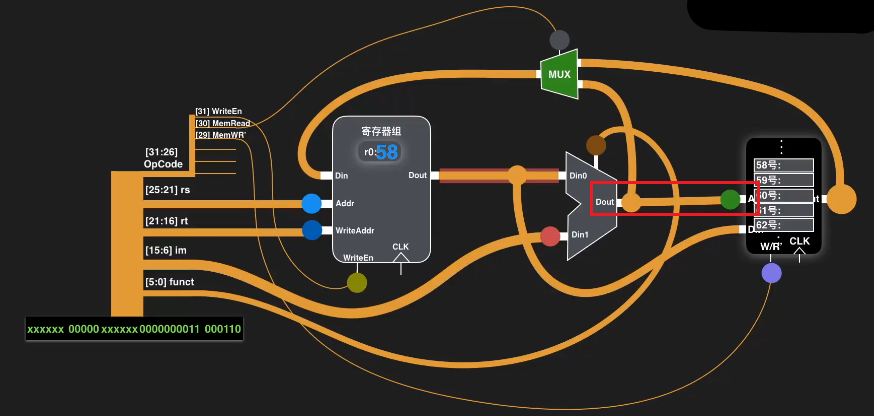 MUX
[31] WriteEn
[30] MemRead
[29] MemWR'
[31:26]
OpCode
[25:21] rs
[21:16] rt
[15:6] im
[5:0] funct
xxxxxx 00000 xxxxxx 0000000011 000110
寄存器组
r0:58
Din
Dout
Addr
WriteAddr
CLK
WriteEn
Din0
Dout
Din1
58号:
59号:
60号:
61号:
62号:
W/R'
CLK